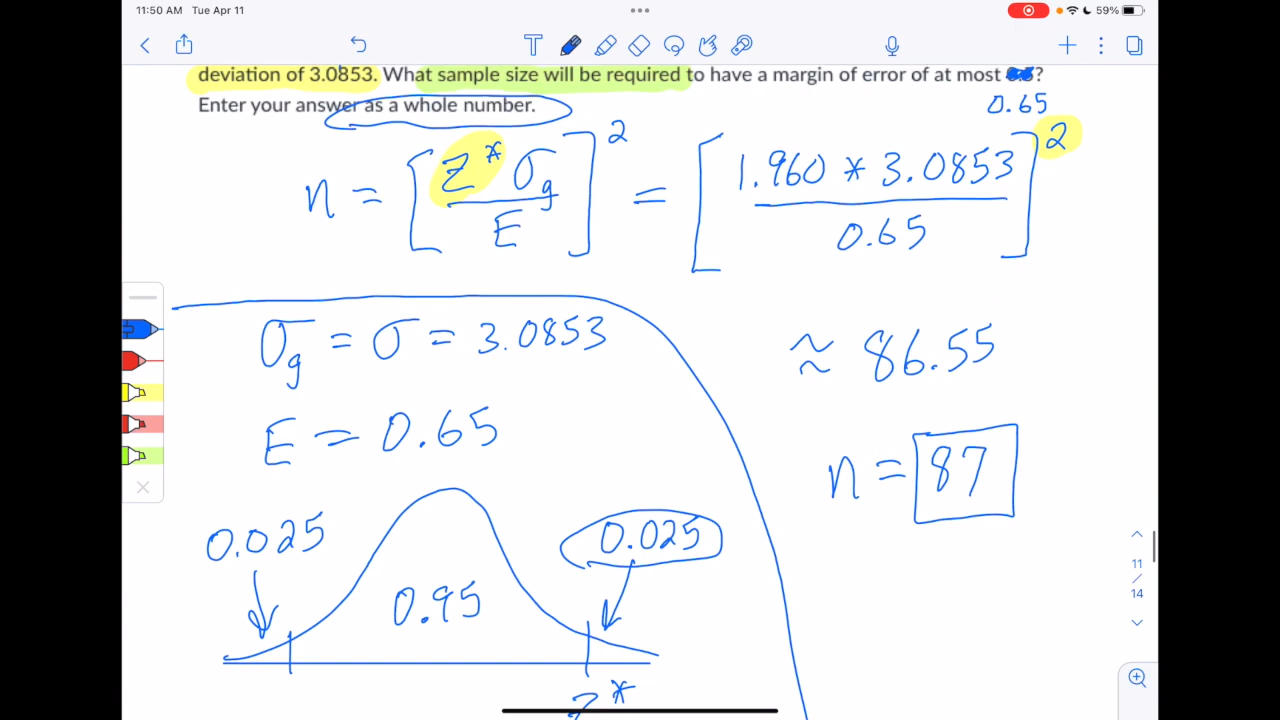 11:50 AM Tue Apr 11
59%
deviation of 3.0853. What sample size will be required to have a margin of error of at most ?
0.65
Enter your answer as a whole number.
n = [ z* σg / E ]² = [ 1.960 * 3.0853 / 0.65 ]²
σg = σ = 3.0853
≈ 86.55
E = 0.65
n = 87
0.025
0.025
0.95
z*
11
/
14